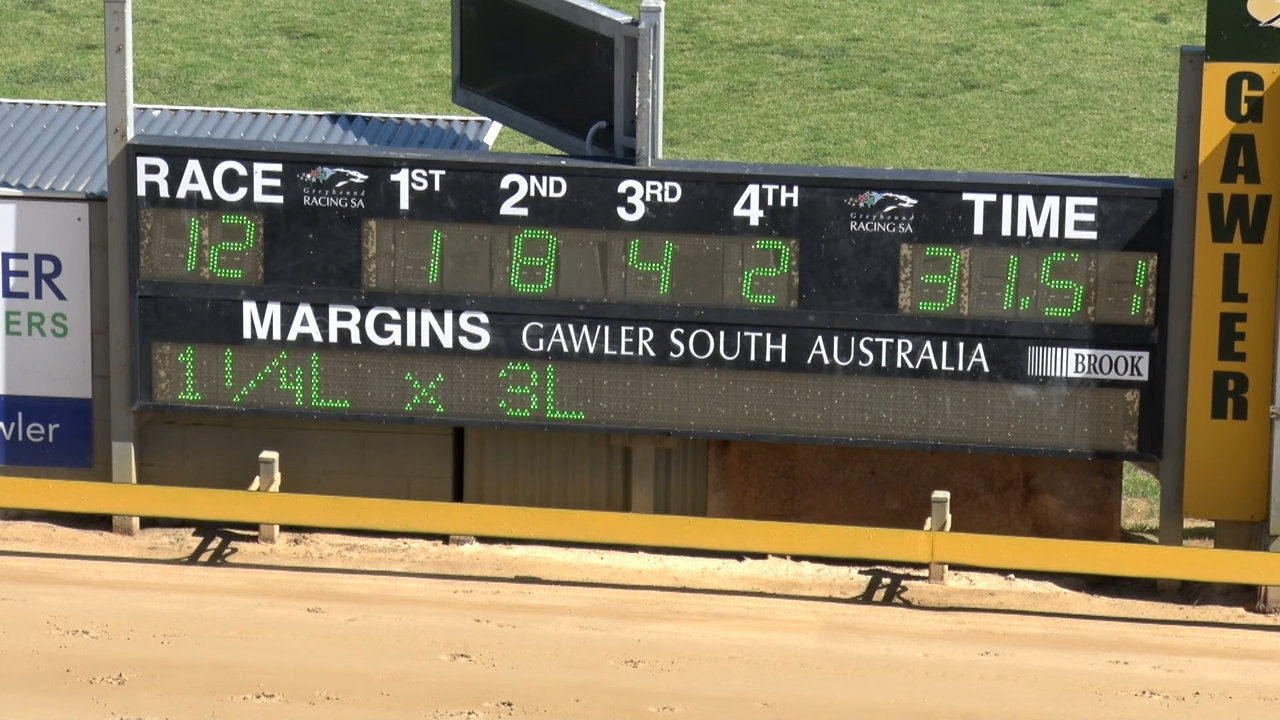 RACE 1ST 2ND 3RD 4TH TIME
Greyhound
RACING SA
Greyhound
RACING SA
12 1 8 4 2 31.51
MARGINS GAWLER SOUTH AUSTRALIA BROOK
1 1/4L x 3L
GAWLER
ER
ERS
wler